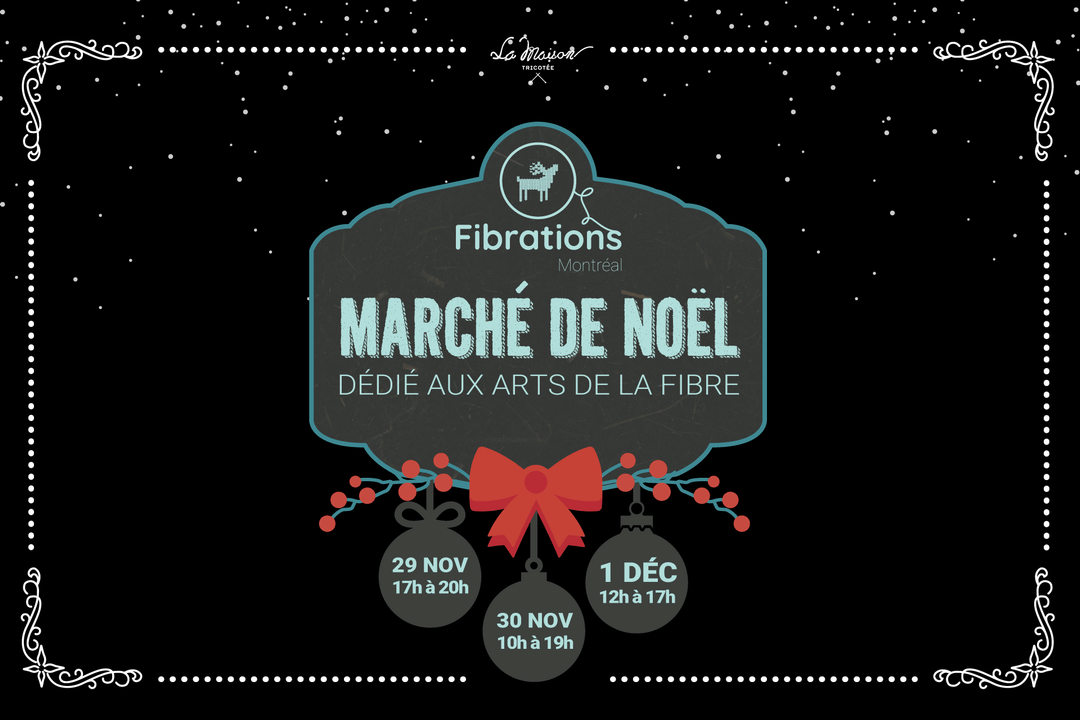 La Maison
TRICOTÉE
Fibrations
Montréal
MARCHÉ DE NOËL
DÉDIÉ AUX ARTS DE LA FIBRE
29 NOV
17h à 20h
30 NOV
10h à 19h
1 DÉC
12h à 17h